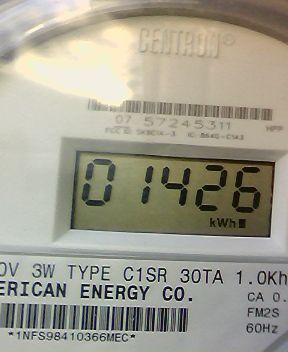 CENTRON®
07 57245311
01426
kWh
0V 3W TYPE C1SR 30TA 1.0Kh
ERICAN ENERGY CO.
CA 0.
FM2S
60Hz
*1NFS98410366MEC*